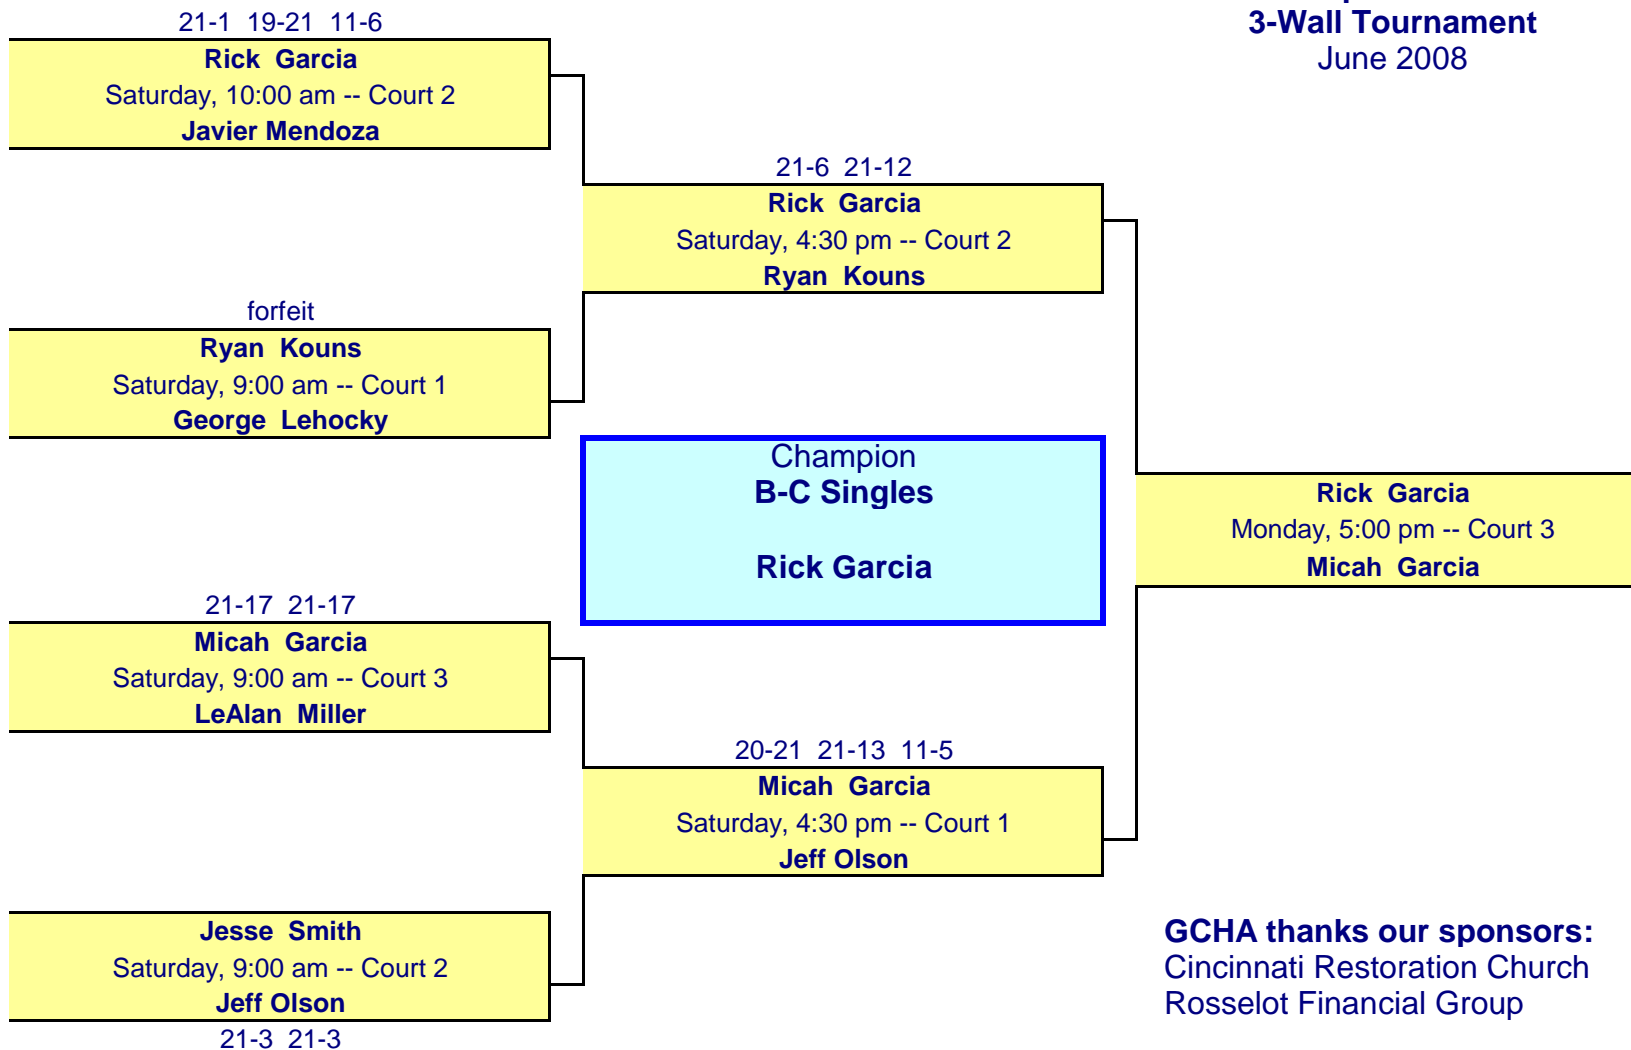 3-Wall Tournament
June 2008
21-1 19-21 11-6
Rick Garcia
Saturday, 10:00 am -- Court 2
Javier Mendoza
21-6 21-12
Rick Garcia
Saturday, 4:30 pm -- Court 2
Ryan Kouns
forfeit
Ryan Kouns
Saturday, 9:00 am -- Court 1
George Lehocky
Champion
B-C Singles
Rick Garcia
Rick Garcia
Monday, 5:00 pm -- Court 3
Micah Garcia
21-17 21-17
Micah Garcia
Saturday, 9:00 am -- Court 3
LeAlan Miller
20-21 21-13 11-5
Micah Garcia
Saturday, 4:30 pm -- Court 1
Jeff Olson
Jesse Smith
Saturday, 9:00 am -- Court 2
Jeff Olson
21-3 21-3
GCHA thanks our sponsors:
Cincinnati Restoration Church
Rosselot Financial Group